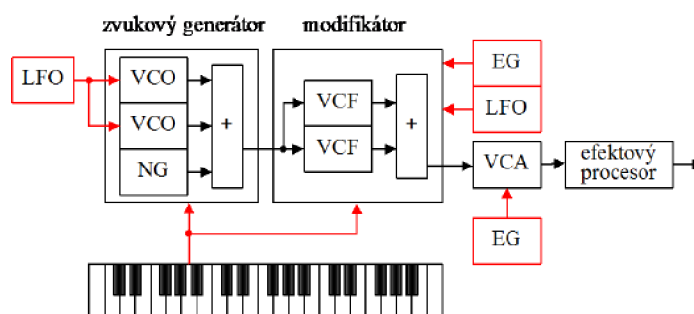 zvukový generátor
modifikátor
LFO
VCO
VCO
NG
+
VCF
VCF
+
EG
LFO
VCA
EG
efektový
procesor